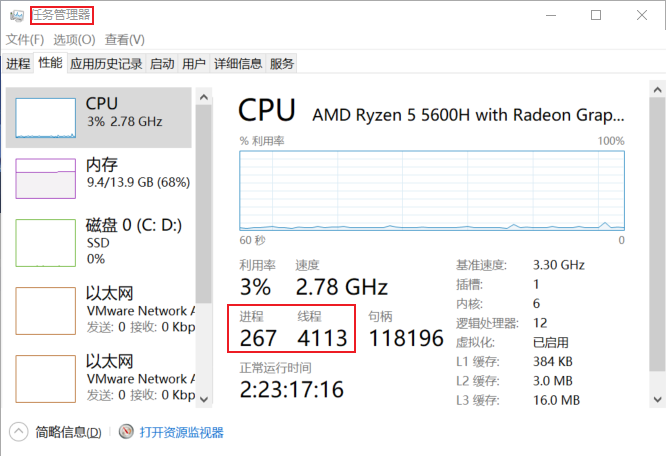 任务管理器
文件(F) 选项(O) 查看(V)
进程 性能 应用历史记录 启动 用户 详细信息 服务
CPU
3% 2.78 GHz
内存
9.4/13.9 GB (68%)
磁盘 0 (C: D:)
SSD
0%
以太网
VMware Network A
发送: 0 接收: 0 Kbp
以太网
VMware Network A
发送: 0 接收: 0 Kbp
CPU AMD Ryzen 5 5600H with Radeon Grap...
% 利用率 100%
60 秒 0
利用率 速度
3% 2.78 GHz
进程 线程 句柄
267 4113 118196
正常运行时间
2:23:17:16
基准速度: 3.30 GHz
插槽: 1
内核: 6
逻辑处理器: 12
虚拟化: 已启用
L1 缓存: 384 KB
L2 缓存: 3.0 MB
L3 缓存: 16.0 MB
简略信息(D) 打开资源监视器